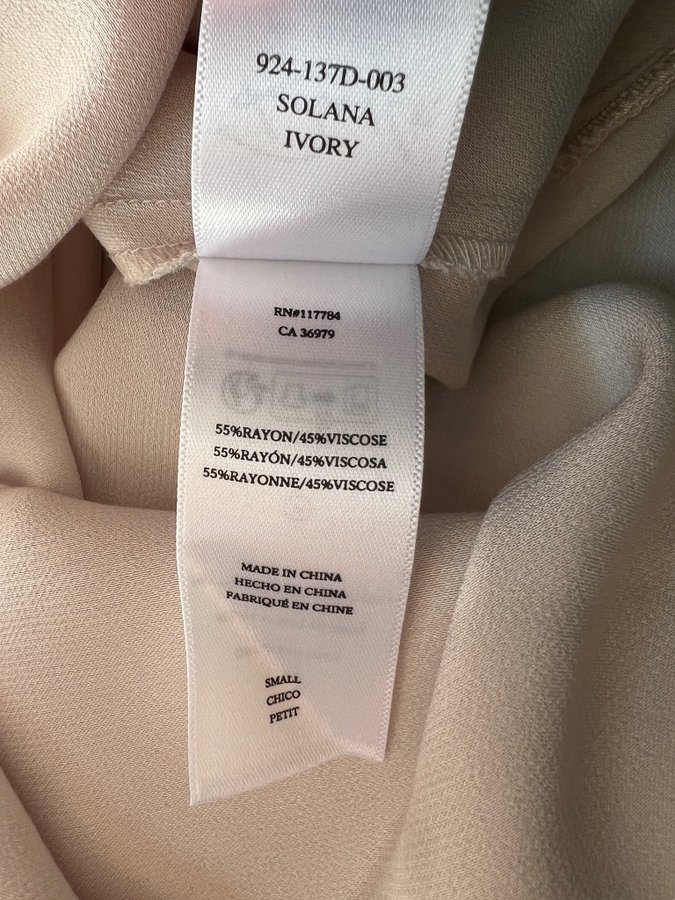 924-137D-003
SOLANA
IVORY
RN#117784
CA 36979
55%RAYON/45%VISCOSE
55%RAYÓN/45%VISCOSA
55%RAYONNE/45%VISCOSE
MADE IN CHINA
HECHO EN CHINA
FABRIQUÉ EN CHINE
SMALL
CHICO
PETIT